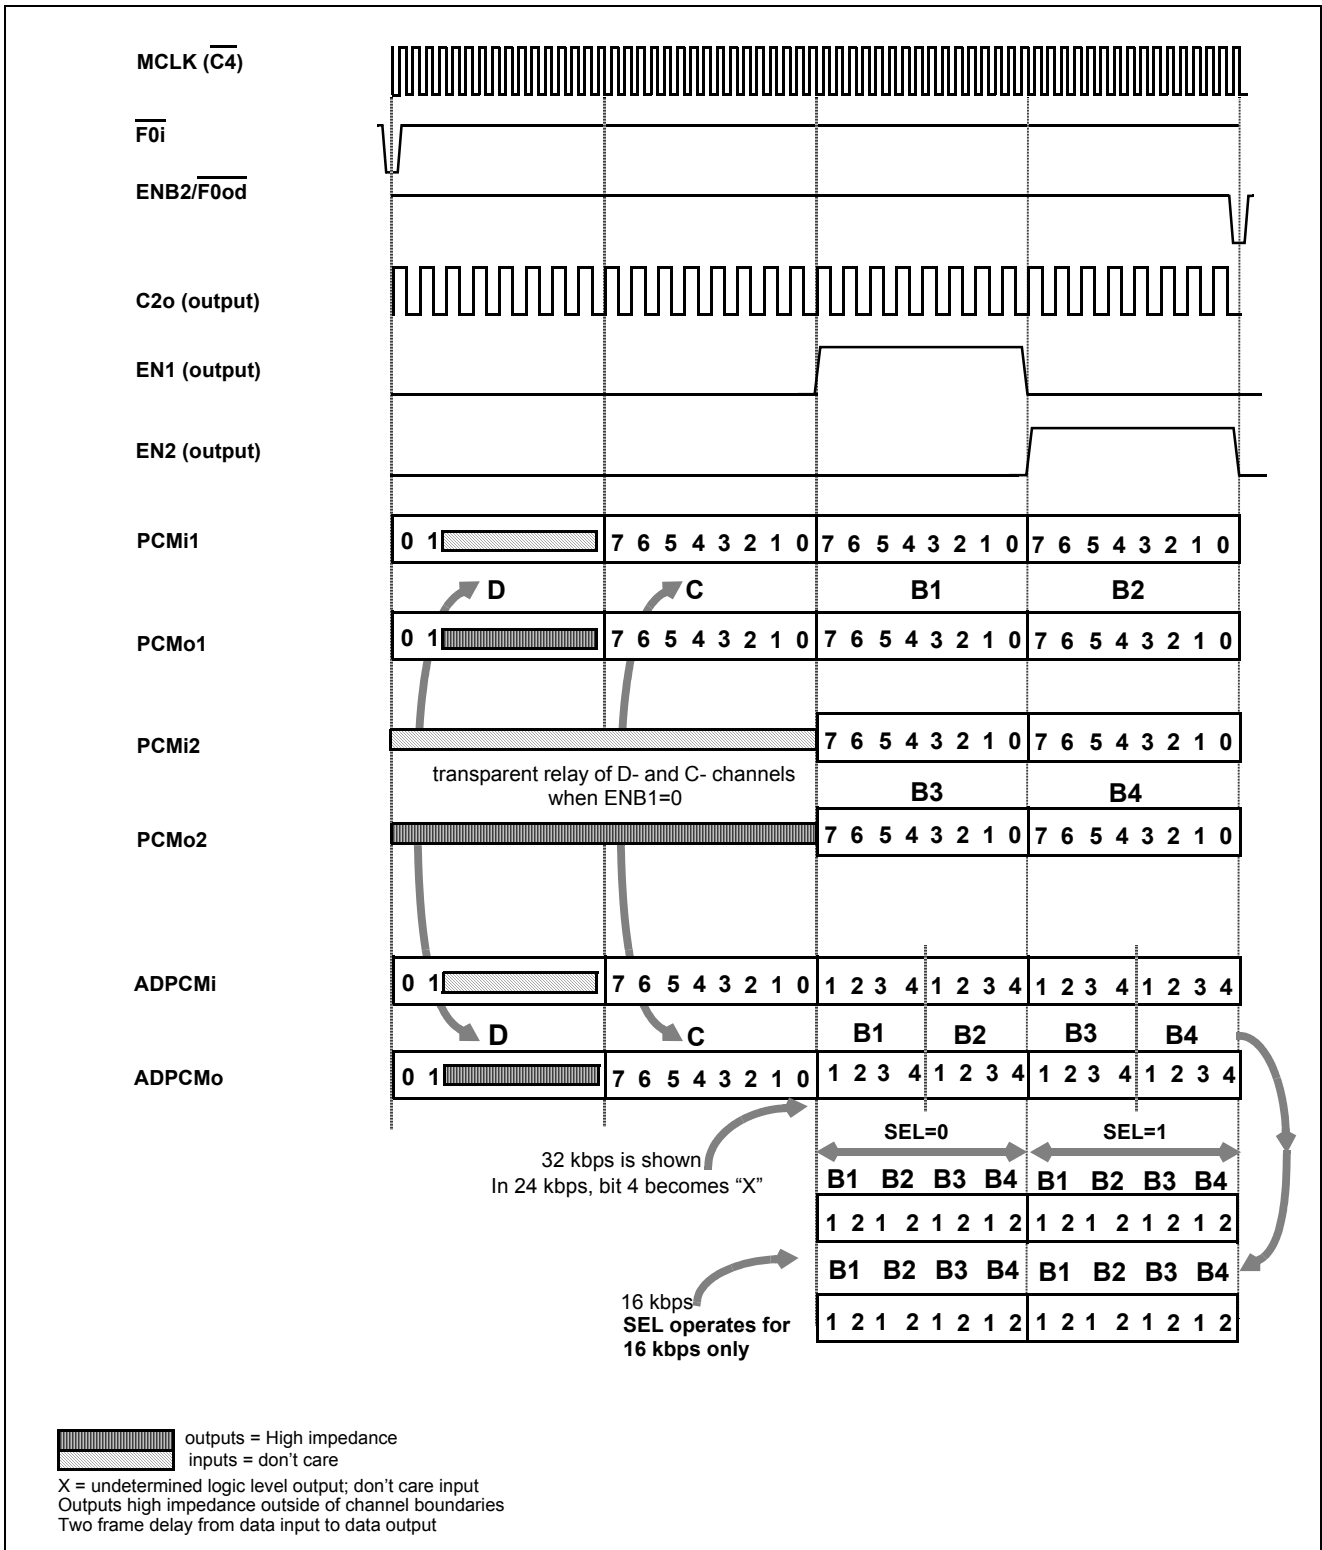 MCLK (C4)
F0i
ENB2/F0od
C2o (output)
EN1 (output)
EN2 (output)
PCMi1
0 1 7 6 5 4 3 2 1 0 7 6 5 4 3 2 1 0 7 6 5 4 3 2 1 0
D C B1 B2
PCMo1
0 1 7 6 5 4 3 2 1 0 7 6 5 4 3 2 1 0 7 6 5 4 3 2 1 0
PCMi2
7 6 5 4 3 2 1 0 7 6 5 4 3 2 1 0
transparent relay of D- and C- channels
when ENB1=0
B3 B4
PCMo2
7 6 5 4 3 2 1 0 7 6 5 4 3 2 1 0
ADPCMi
0 1 7 6 5 4 3 2 1 0 1 2 3 4 1 2 3 4 1 2 3 4 1 2 3 4
D C B1 B2 B3 B4
ADPCMo
0 1 7 6 5 4 3 2 1 0 1 2 3 4 1 2 3 4 1 2 3 4 1 2 3 4
SEL=0 SEL=1
32 kbps is shown
In 24 kbps, bit 4 becomes “X”
B1 B2 B3 B4 B1 B2 B3 B4
1 2 1 2 1 2 1 2 1 2 1 2 1 2 1 2
B1 B2 B3 B4 B1 B2 B3 B4
16 kbps
SEL operates for
16 kbps only
1 2 1 2 1 2 1 2 1 2 1 2 1 2 1 2
outputs = High impedance
inputs = don't care
X = undetermined logic level output; don't care input
Outputs high impedance outside of channel boundaries
Two frame delay from data input to data output